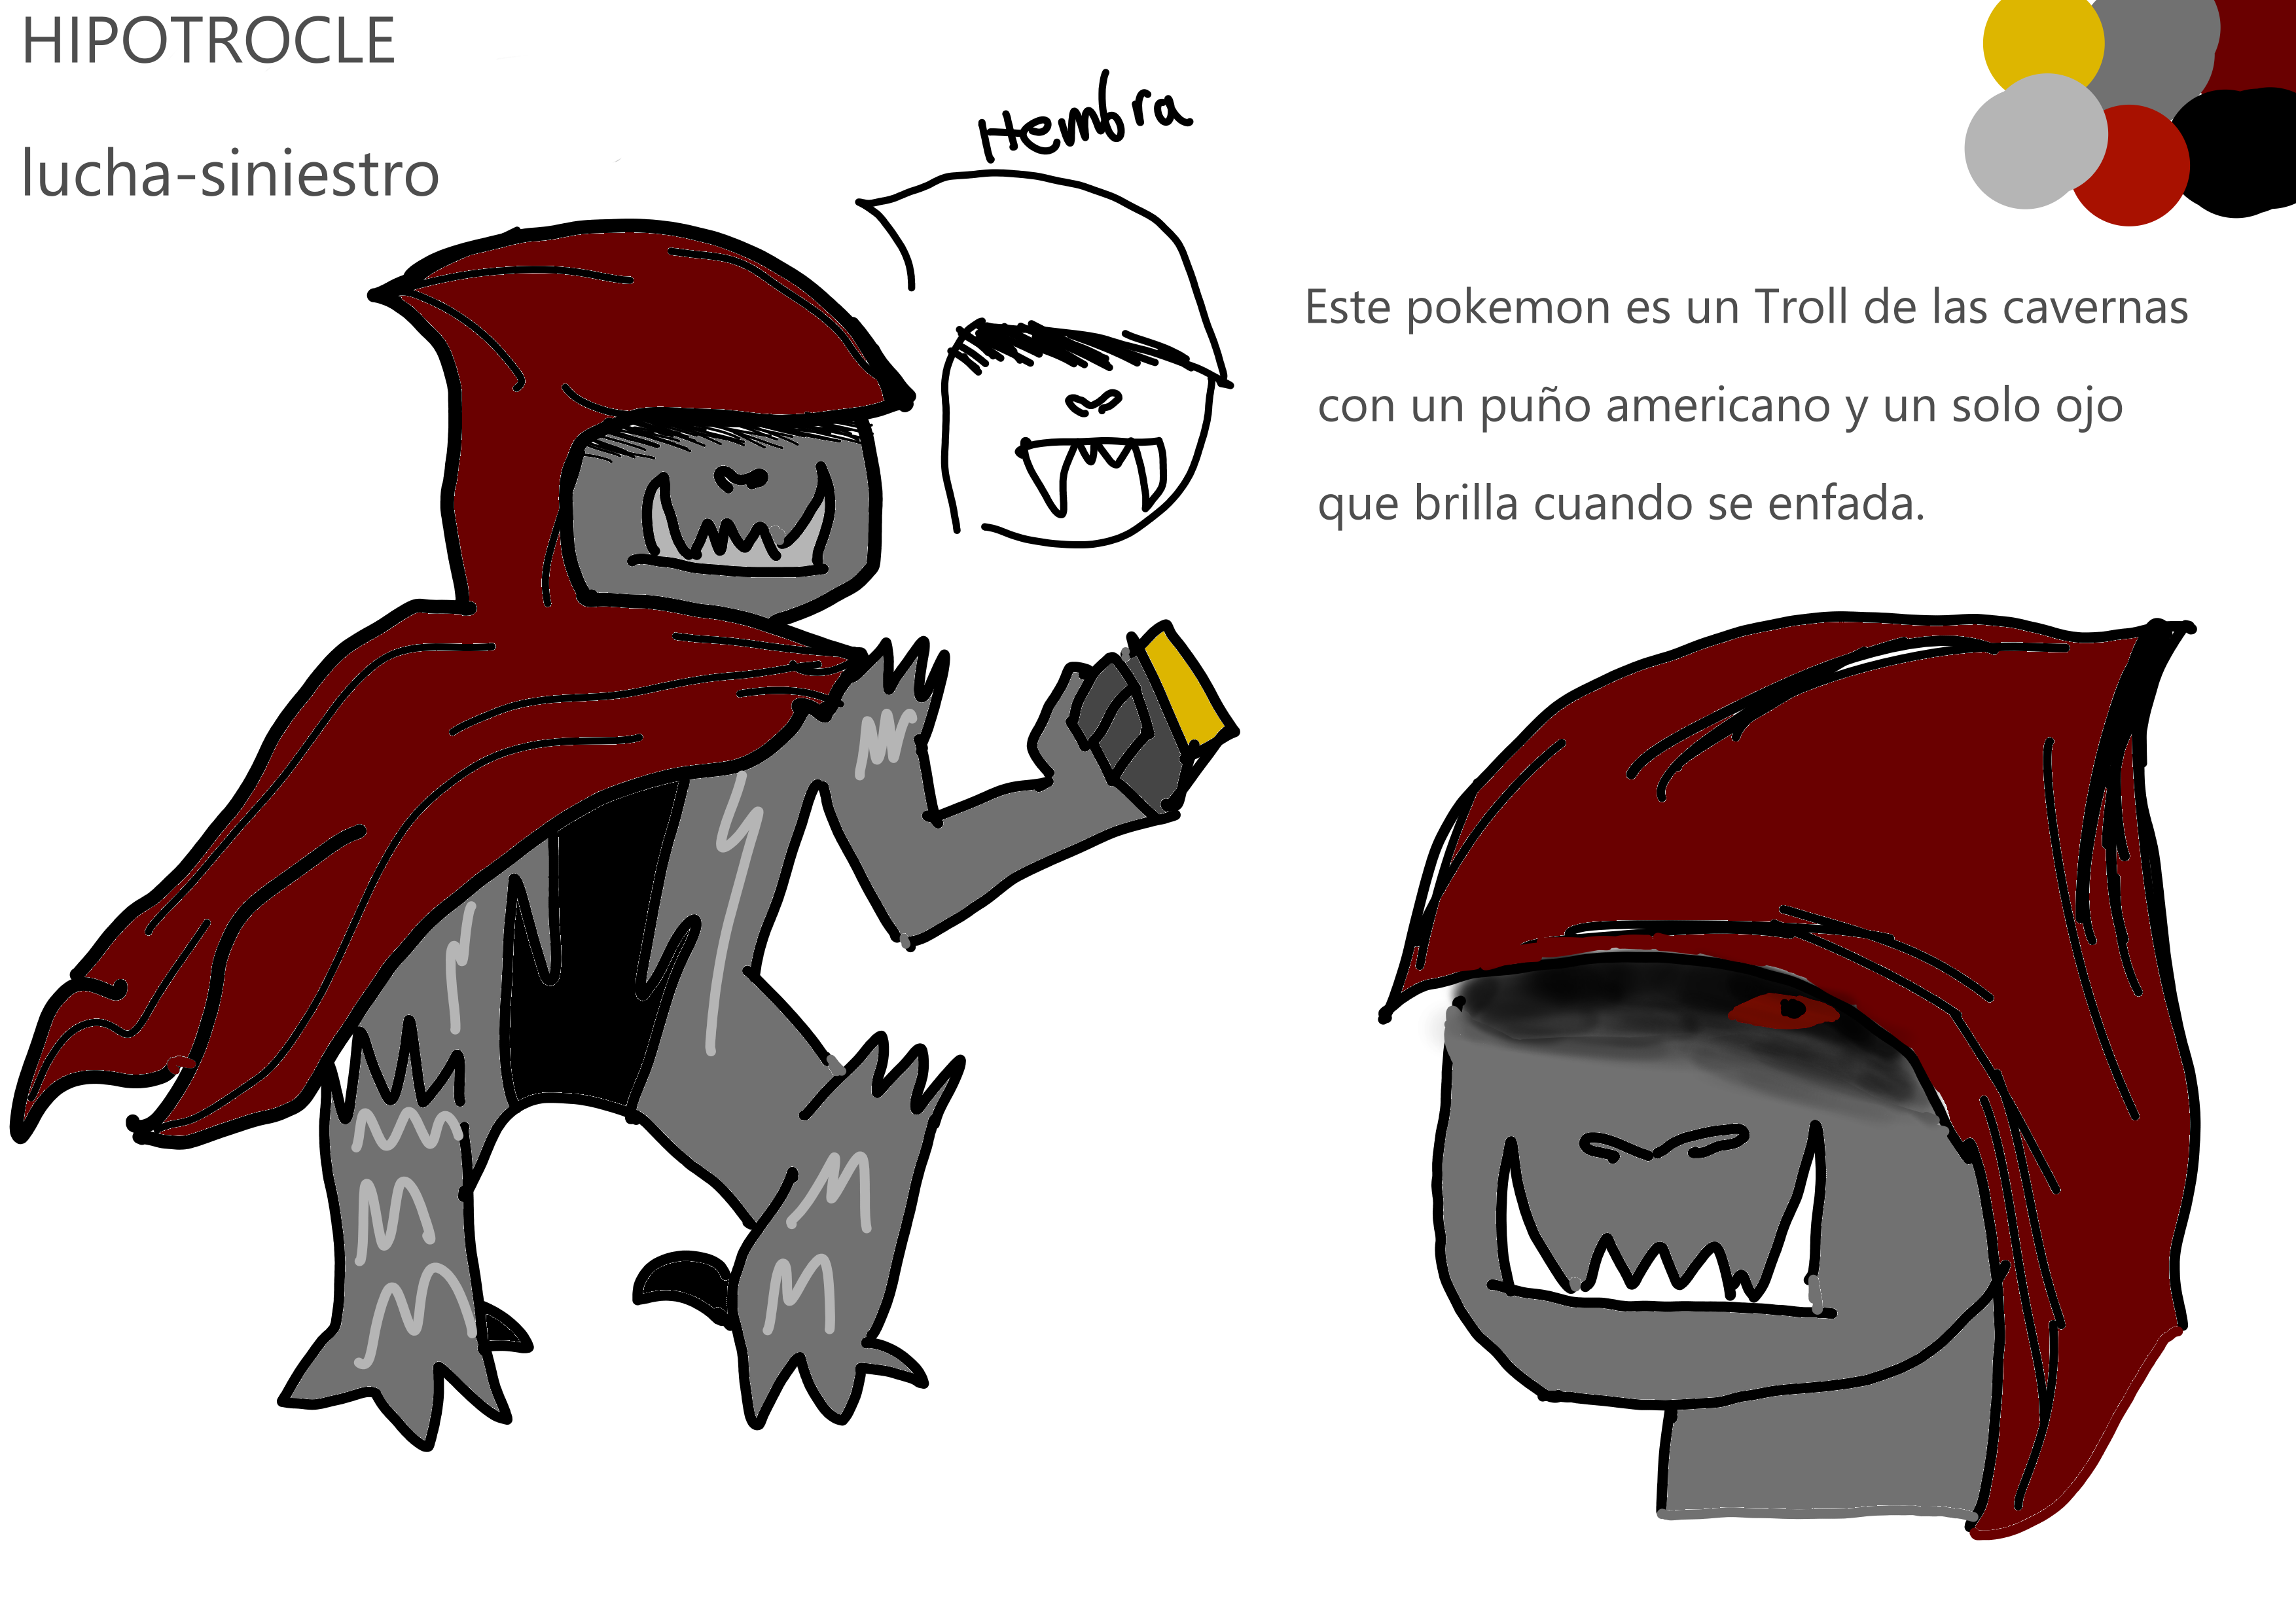 HIPOTROCLE
lucha-siniestro
Hembra
Este pokemon es un Troll de las cavernas
con un puño americano y un solo ojo
que brilla cuando se enfada.